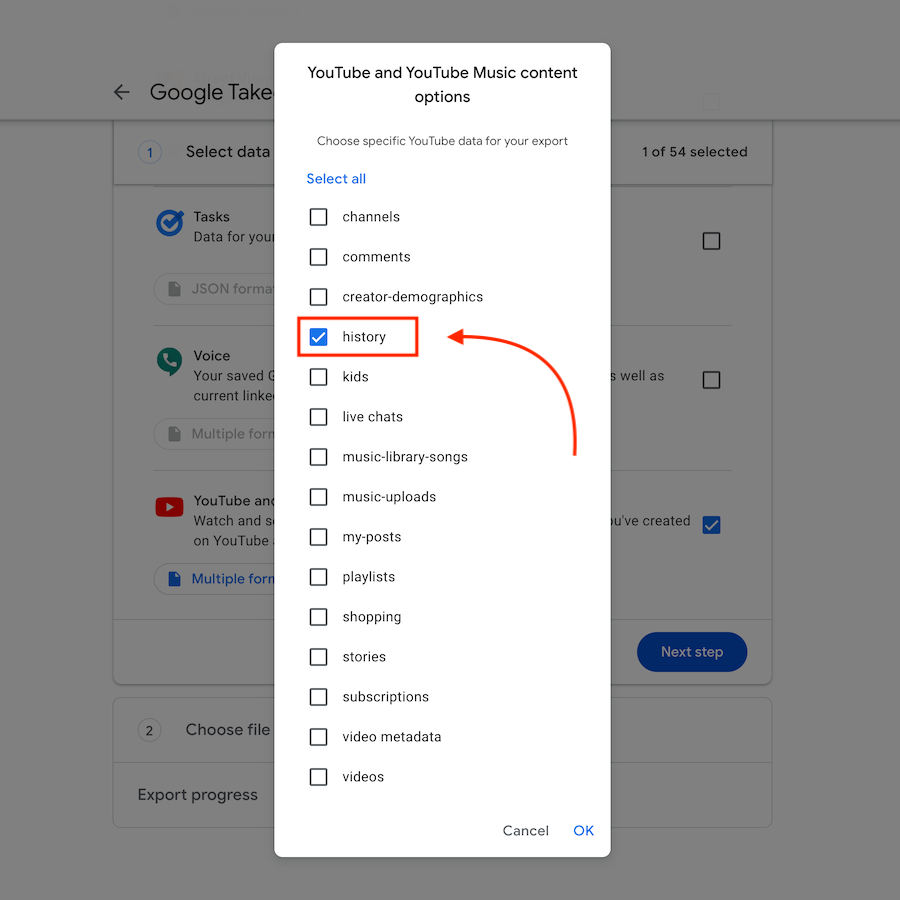 YouTube and YouTube Music content
options
Google Take
Choose specific YouTube data for your export
1 Select data
1 of 54 selected
Select all
channels
comments
creator-demographics
history
kids
live chats
music-library-songs
music-uploads
my-posts
playlists
shopping
stories
subscriptions
video metadata
videos
Cancel OK
Tasks
Data for your
JSON format
Voice
Your saved G
s well as
current linke
Multiple form
YouTube and
Watch and se
ou've created
on YouTube a
Multiple form
Next step
2 Choose file
Export progress